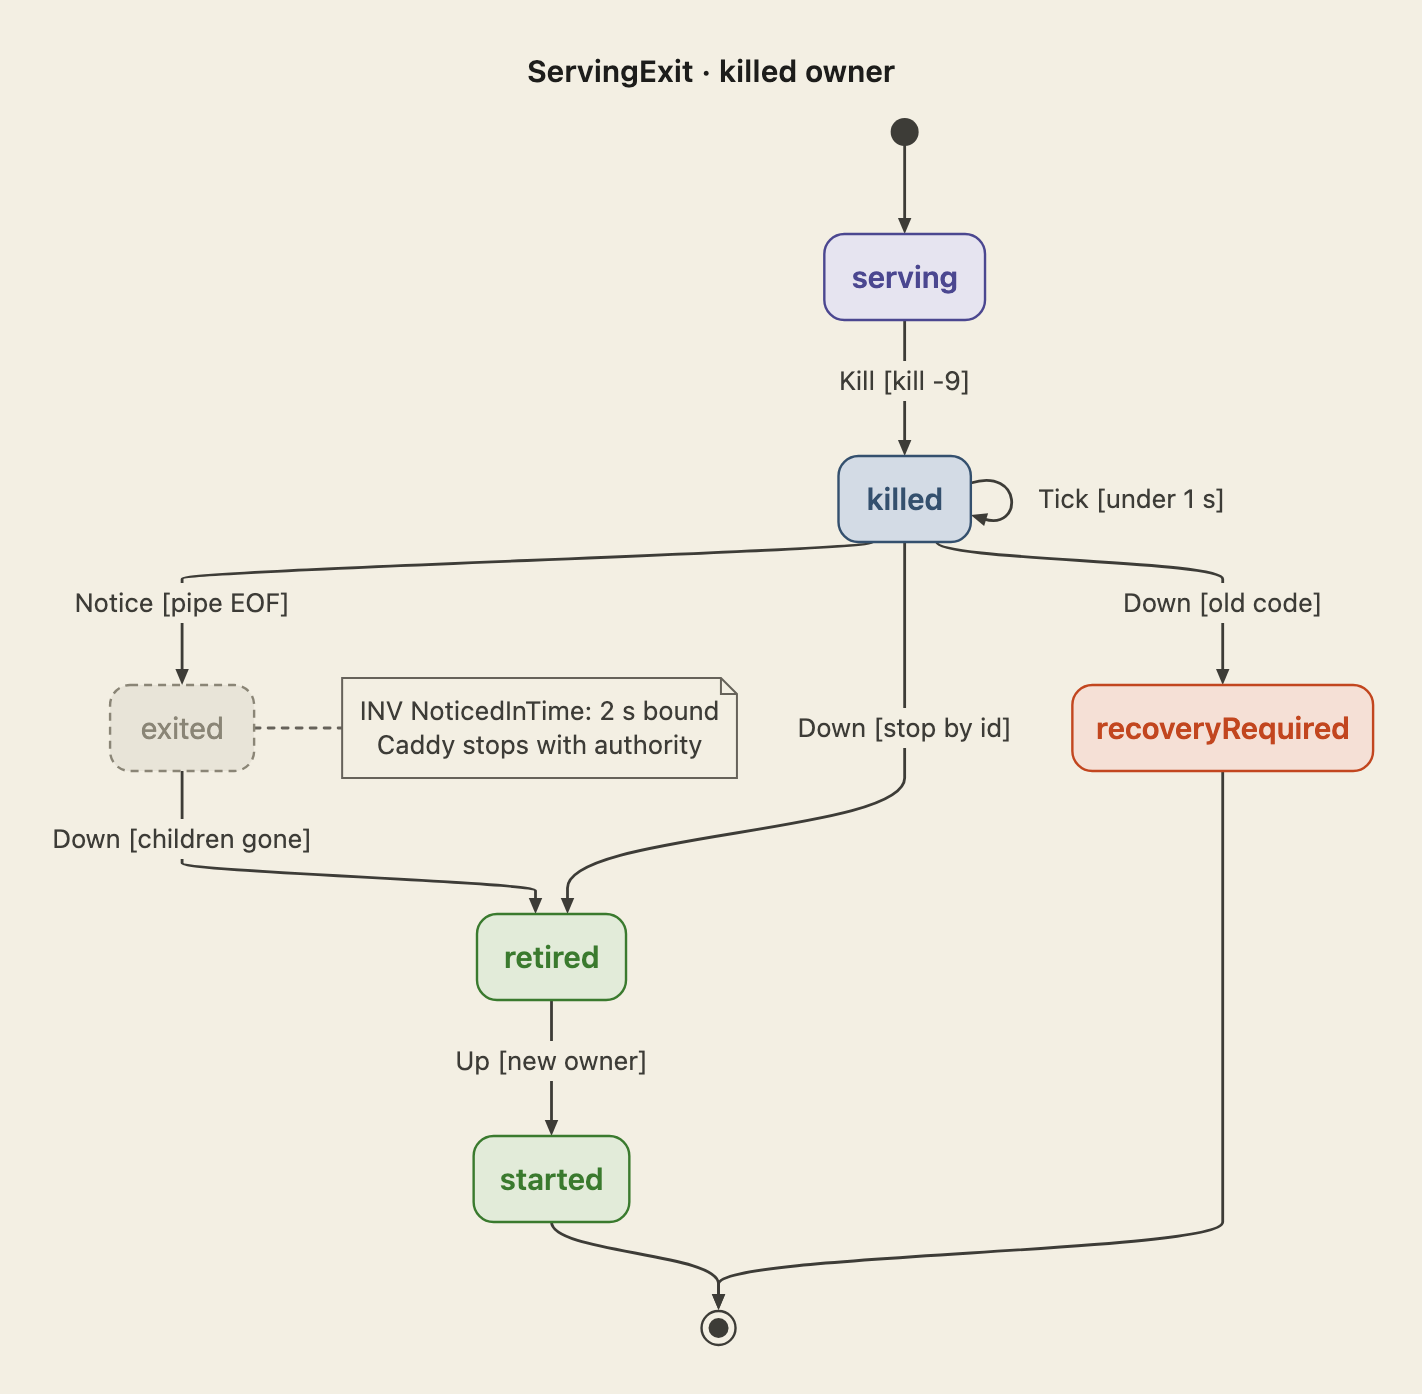 ServingExit · killed owner
serving
Kill [kill -9]
killed
Tick [under 1 s]
Notice [pipe EOF]
Down [old code]
exited
INV NoticedInTime: 2 s bound
Caddy stops with authority
Down [stop by id]
recoveryRequired
Down [children gone]
retired
Up [new owner]
started